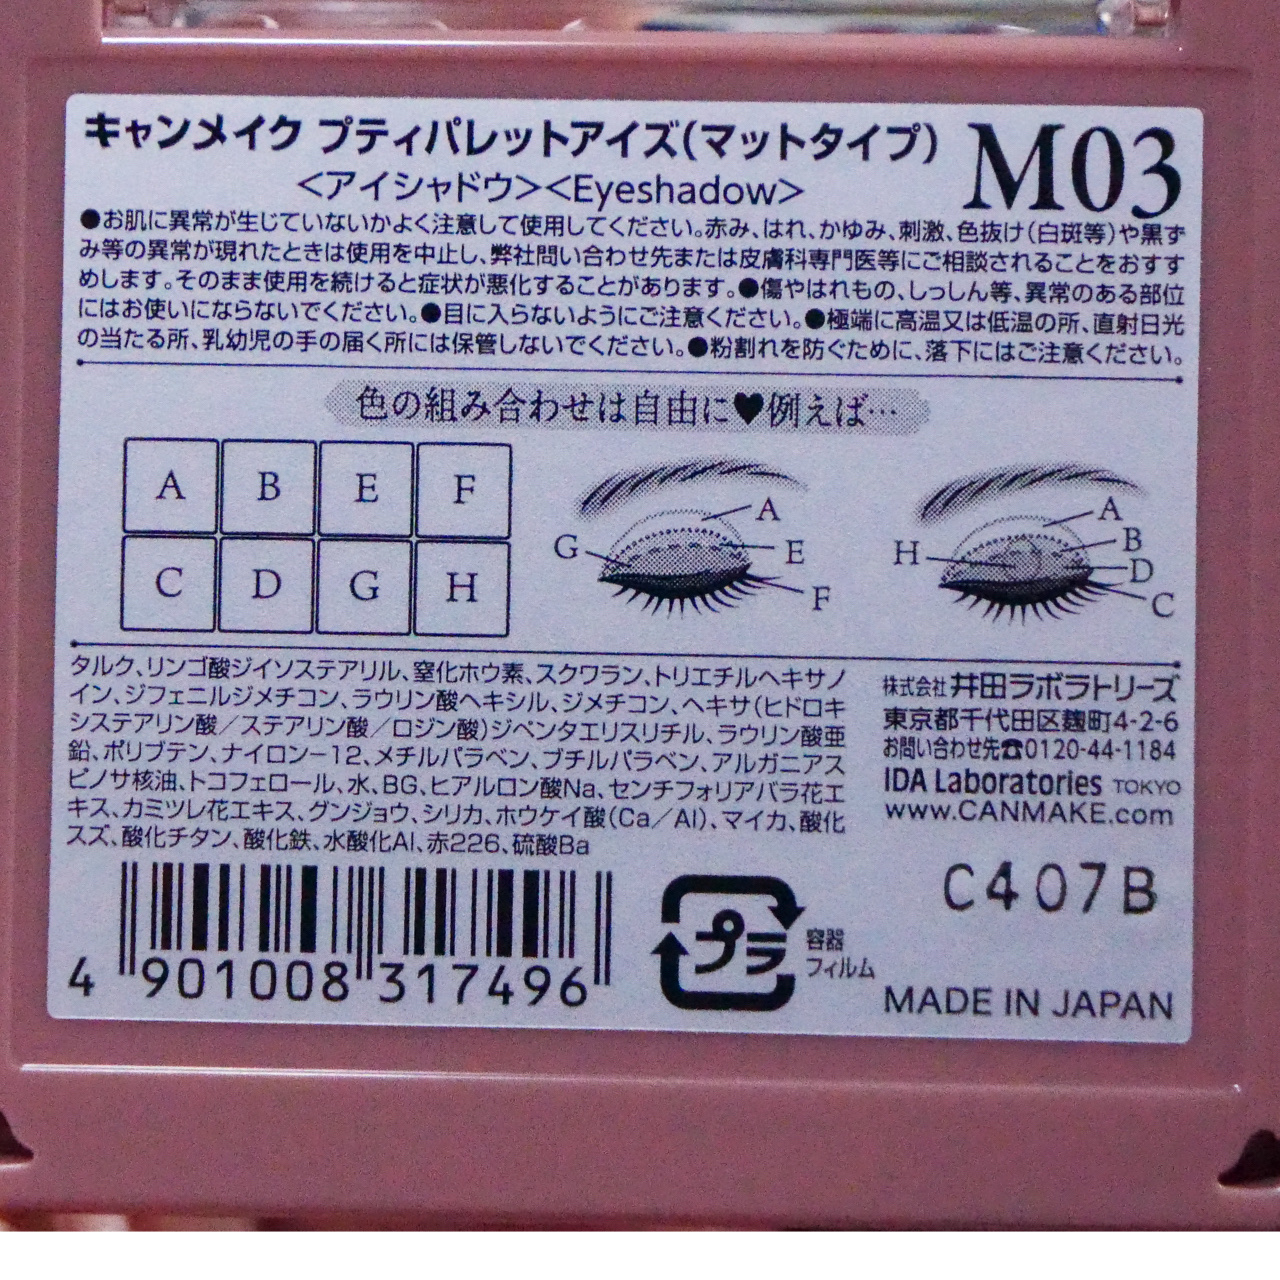 キャンメイク プティパレットアイズ(マットタイプ)
M03
<アイシャドウ><Eyeshadow>
●お肌に異常が生じていないかよく注意して使用してください。赤み、はれ、かゆみ、刺激、色抜け(白斑等)や黒ず
み等の異常が現れたときは使用を中止し、弊社問い合わせ先または皮膚科専門医等にご相談されることをおすす
めします。そのまま使用を続けると症状が悪化することがあります。●傷やはれもの、しっしん等、異常のある部位
にはお使いにならないでください。●目に入らないようにご注意ください。●極端に高温又は低温の所、直射日光
の当たる所、乳幼児の手の届く所には保管しないでください。●粉割れを防ぐために、落下にはご注意ください。
色の組み合わせは自由に♥例えば…
A B E F
C D G H
A
G
E
F
A
B
H
D
C
タルク、リンゴ酸ジイソステアリル、窒化ホウ素、スクワラン、トリエチルヘキサノ
イン、ジフェニルジメチコン、ラウリン酸ヘキシル、ジメチコン、ヘキサ(ヒドロキ
システアリン酸/ステアリン酸/ロジン酸)ジペンタエリスリチル、ラウリン酸亜
鉛、ポリブテン、ナイロン-12、メチルパラベン、ブチルパラベン、アルガニアス
ピノサ核油、トコフェロール、水、BG、ヒアルロン酸Na、センチフォリアバラ花エ
キス、カミツレ花エキス、グンジョウ、シリカ、ホウケイ酸(Ca/Al)、マイカ、酸化
スズ、酸化チタン、酸化鉄、水酸化Al、赤226、硫酸Ba
株式会社 井田ラボラトリーズ
東京都千代田区麹町4-2-6
お問い合わせ先☎0120-44-1184
IDA Laboratories TOKYO
www.CANMAKE.com
C407B
4 901008 317496
プラ
容器
フィルム
MADE IN JAPAN